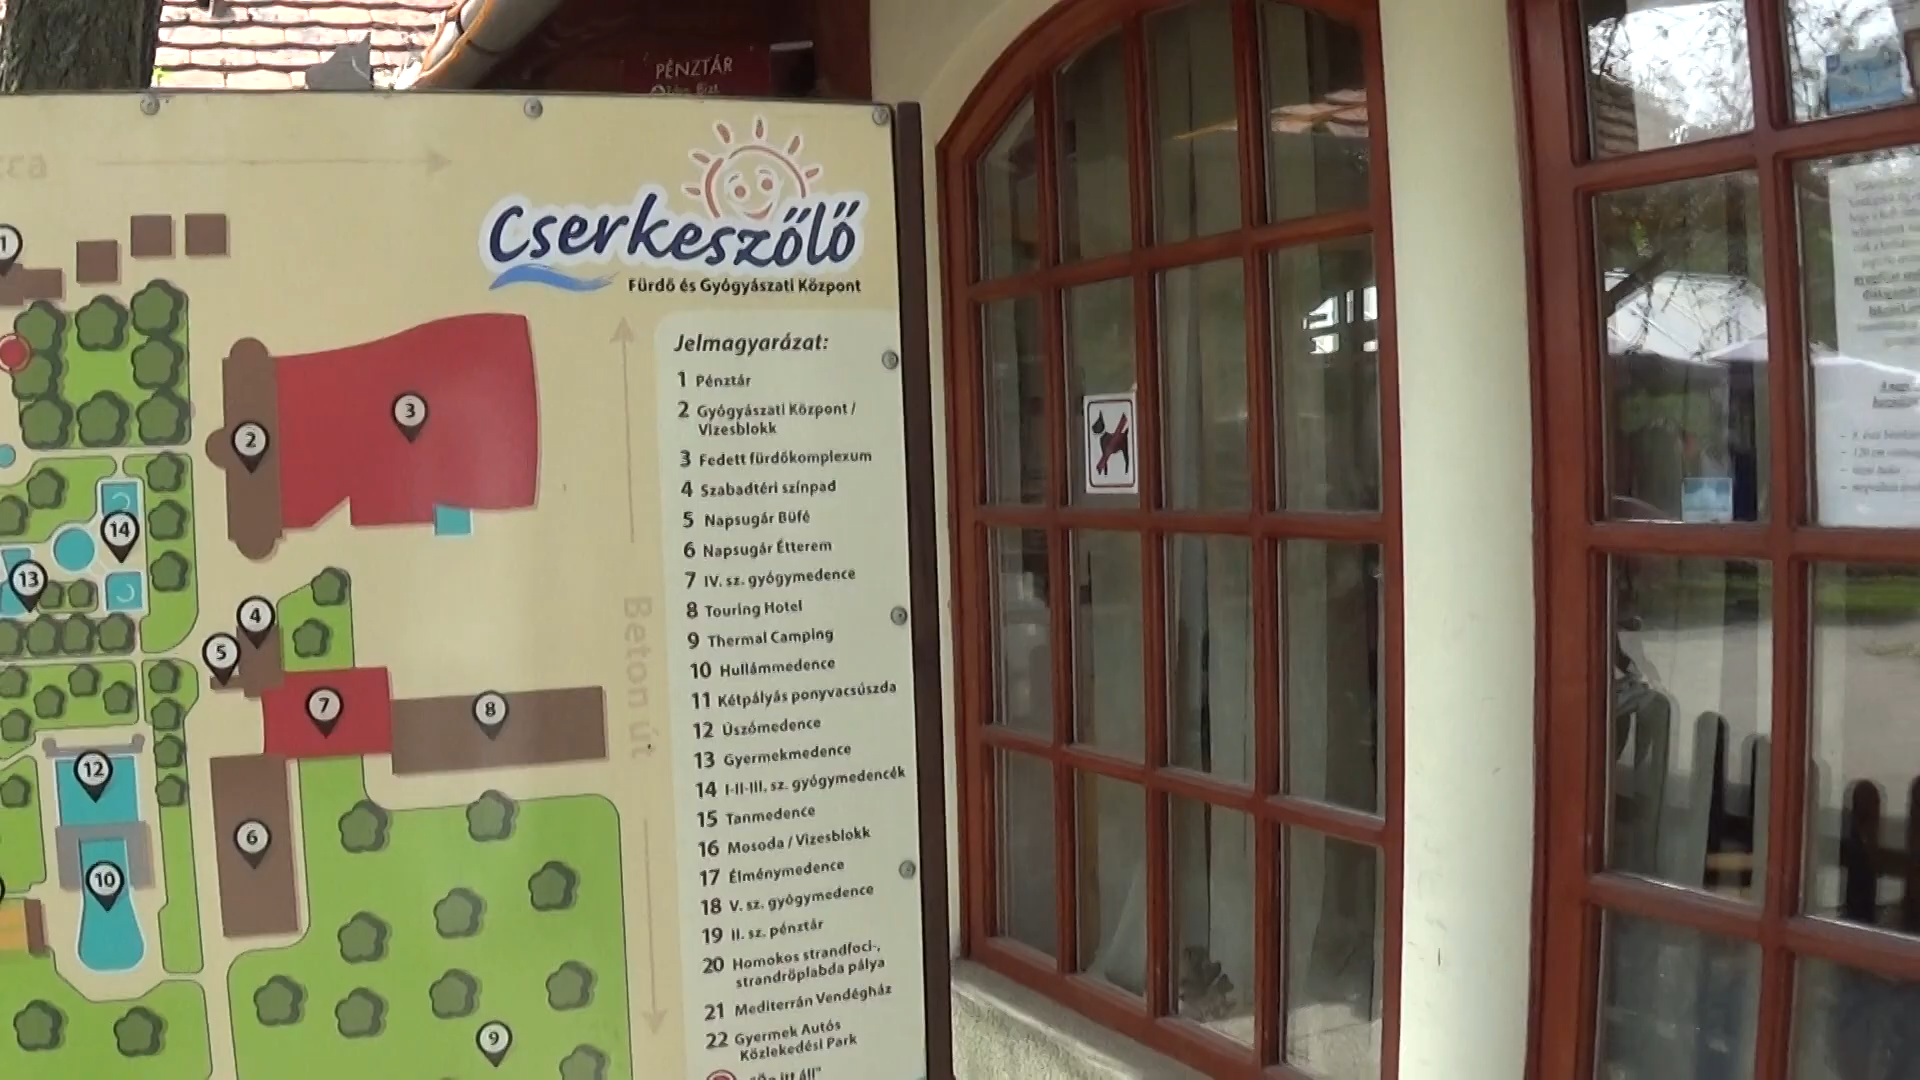 PÉNZTÁR
Cserkeszőlő
Fürdő és Gyógyászati Központ
Jelmagyarázat:
1 Pénztár
2 Gyógyászati Központ /
Vizesblokk
3 Fedett fürdőkomplexum
4 Szabadtéri színpad
5 Napsugár Büfé
6 Napsugár Étterem
7 IV. sz. gyógymedence
8 Touring Hotel
9 Thermal Camping
10 Hullámmedence
11 Kétpályás ponyvacsúszda
12 Úszómedence
13 Gyermekmedence
14 I-II-III. sz. gyógymedencék
15 Tanmedence
16 Mosoda / Vizesblokk
17 Élménymedence
18 V. sz. gyógymedence
19 II. sz. pénztár
20 Homokos strandfoci-,
strandröplabda pálya
21 Mediterrán Vendégház
22 Gyermek Autós
Közlekedési Park
"Ön itt áll"
Beton út
1
2
3
14
13
4
5
7
8
12
6
10
9